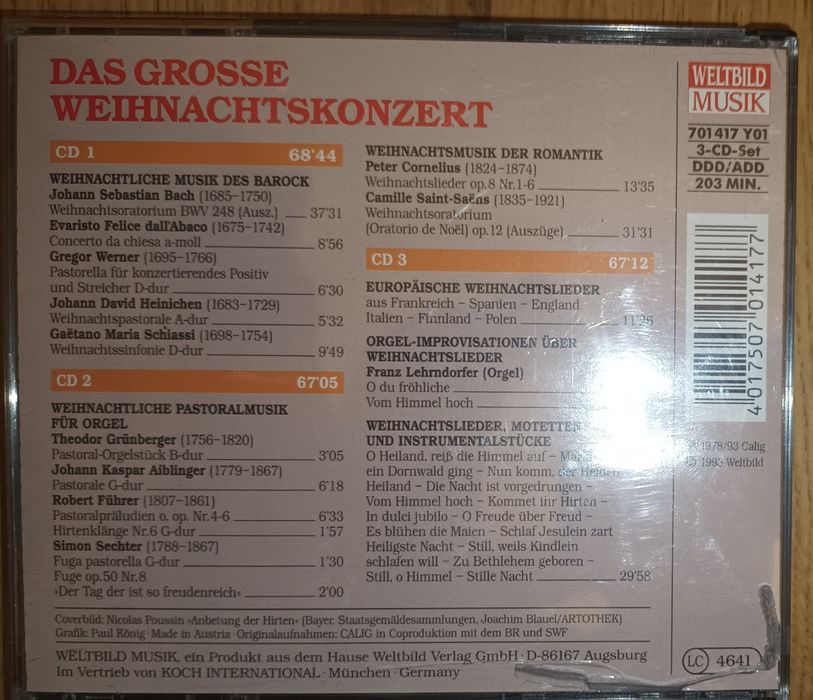 DAS GROSSE
WEIHNACHTSKONZERT
CD 1 68'44
WEIHNACHTLICHE MUSIK DES BAROCK
Johann Sebastian Bach (1685-1750)
Weihnachtsoratorium BWV 248 (Ausz.) 37'31
Evaristo Felice dall'Abaco (1675-1742)
Concerto da chiesa a-moll 8'56
Gregor Werner (1695-1766)
Pastorella für konzertierendes Positiv
und Streicher D-dur 6'30
Johann David Heinichen (1683-1729)
Weihnachtspastorale A-dur 5'32
Gaëtano Maria Schiassi (1698-1754)
Weihnachtssinfonie D-dur 9'49
CD 2 67'05
WEIHNACHTLICHE PASTORALMUSIK
FÜR ORGEL
Theodor Grünberger (1756-1820)
Pastoral-Orgelstück B-dur 3'05
Johann Kaspar Aiblinger (1779-1867)
Pastorale G-dur 6'18
Robert Führer (1807-1861)
Pastoralpräludien o. op. Nr. 4-6 6'33
Hirtenklänge Nr. 6 G-dur 1'57
Simon Sechter (1788-1867)
Fuga pastorella G-dur 1'30
Fuge op. 50 Nr. 8
»Der Tag der ist so freudenreich« 2'00
WEIHNACHTSMUSIK DER ROMANTIK
Peter Cornelius (1824-1874)
Weihnachtslieder op. 8 Nr. 1-6 13'35
Camille Saint-Saëns (1835-1921)
Weihnachtsoratorium
(Oratorio de Noël) op. 12 (Auszüge) 31'31
CD 3 67'12
EUROPÄISCHE WEIHNACHTSLIEDER
aus Frankreich – Spanien – England
Italien – Finnland – Polen
ORGEL-IMPROVISATIONEN ÜBER
WEIHNACHTSLIEDER
Franz Lehrndorfer (Orgel)
O du fröhliche
Vom Himmel hoch
WEIHNACHTSLIEDER, MOTETTEN
UND INSTRUMENTALSTÜCKE
O Heiland, reiß die Himmel auf – Maria
ein Dornwald ging – Nun komm, der Heiden
Heiland – Die Nacht ist vorgedrungen –
Vom Himmel hoch – Kommet ihr Hirten –
In dulci jubilo – O Freude über Freud –
Es blühen die Maien – Schlaf Jesulein zart
Heiligste Nacht – Still, weils Kindlein
schlafen will – Zu Bethlehem geboren –
Still, o Himmel – Stille Nacht 29'58
WELTBILD
MUSIK
701417 Y01
3-CD-Set
DDD/ADD
203 MIN.
4 017507 014177
℗ 1978/93 Calig
© 1993 Weltbild
Coverbild: Nicolas Poussin »Anbetung der Hirten« (Bayer. Staatsgemäldesammlungen, Joachim Blauel/ARTOTHEK)
Grafik: Paul König · Made in Austria · Originalaufnahmen: CALIG in Coproduktion mit dem BR und SWF
WELTBILD MUSIK, ein Produkt aus dem Hause Weltbild Verlag GmbH · D-86167 Augsburg
Im Vertrieb von KOCH INTERNATIONAL · München · Germany
LC 4641